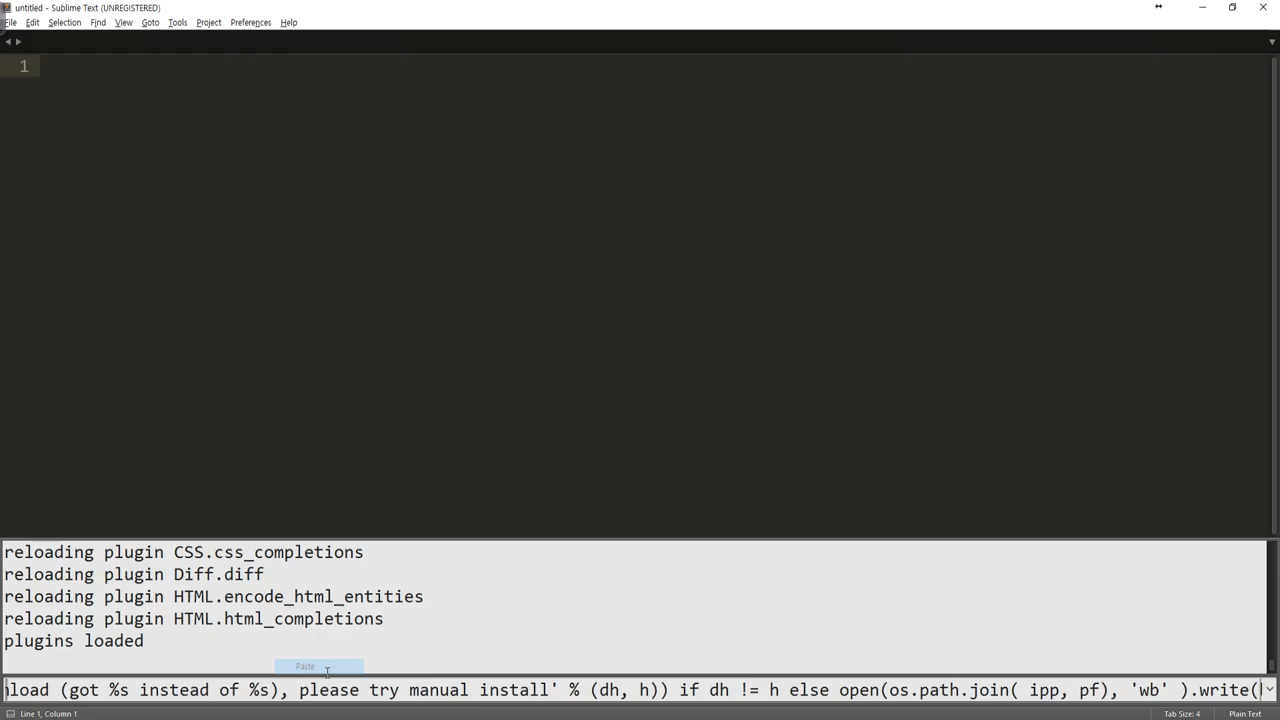 untitled - Sublime Text (UNREGISTERED)
File Edit Selection Find View Goto Tools Project Preferences Help
1
reloading plugin CSS.css_completions
reloading plugin Diff.diff
reloading plugin HTML.encode_html_entities
reloading plugin HTML.html_completions
plugins loaded
Paste
load (got %s instead of %s), please try manual install' % (dh, h)) if dh != h else open(os.path.join( ipp, pf), 'wb' ).write(
Line 1, Column 1 Tab Size: 4 Plain Text